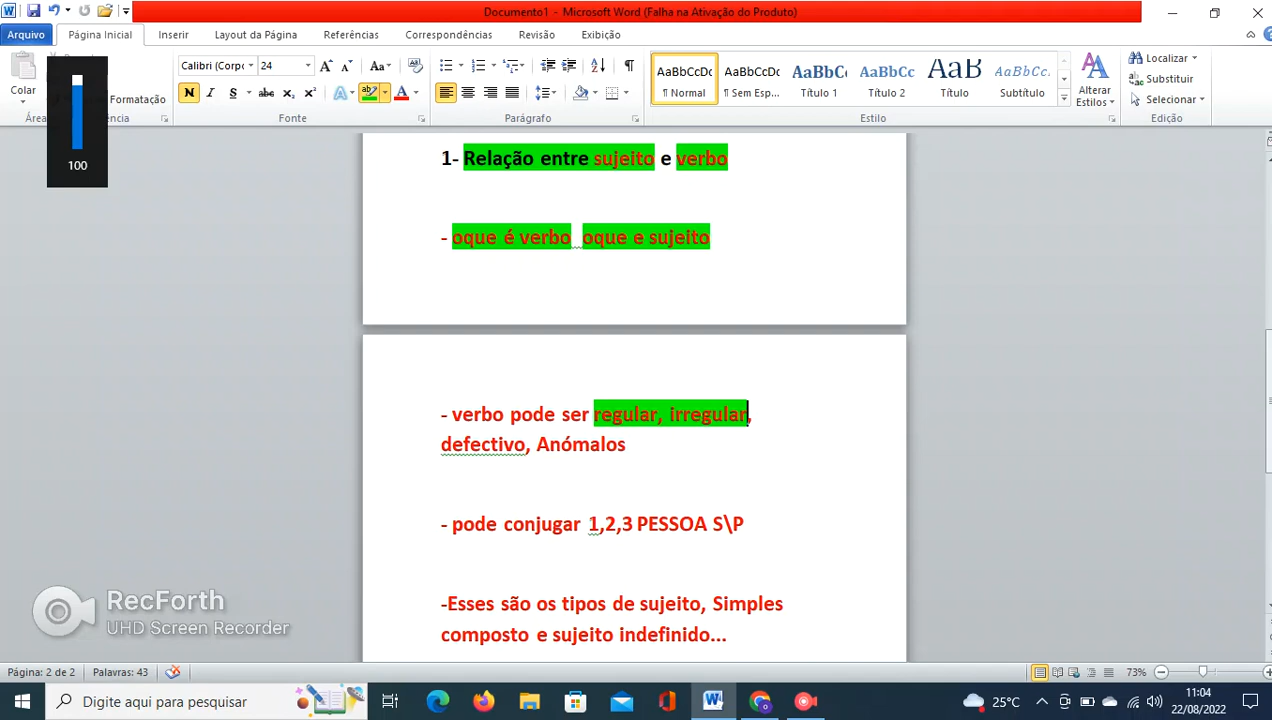 Documento1 - Microsoft Word (Falha na Ativação do Produto)
Arquivo Página Inicial Inserir Layout da Página Referências Correspondências Revisão Exibição
Calibri (Corpo 24 Aa AaBbCcDc AaBbCcDc AaBbCc AaBbCc AaB AaBbCc. Localizar
Colar N I S abc x₂ x² A A ¶ Normal ¶ Sem Esp... Título 1 Título 2 Título Subtítulo Alterar Estilos Substituir
Formatação Selecionar
Fonte Parágrafo Estilo Edição
100
1- Relação entre sujeito e verbo
- oque é verbo oque e sujeito
- verbo pode ser regular, irregular,
defectivo, Anómalos
- pode conjugar 1,2,3 PESSOA S\P
-Esses são os tipos de sujeito, Simples
composto e sujeito indefinido...
RecForth
UHD Screen Recorder
Página: 2 de 2 Palavras: 43 73%
Digite aqui para pesquisar 25°C 11:04
22/08/2022